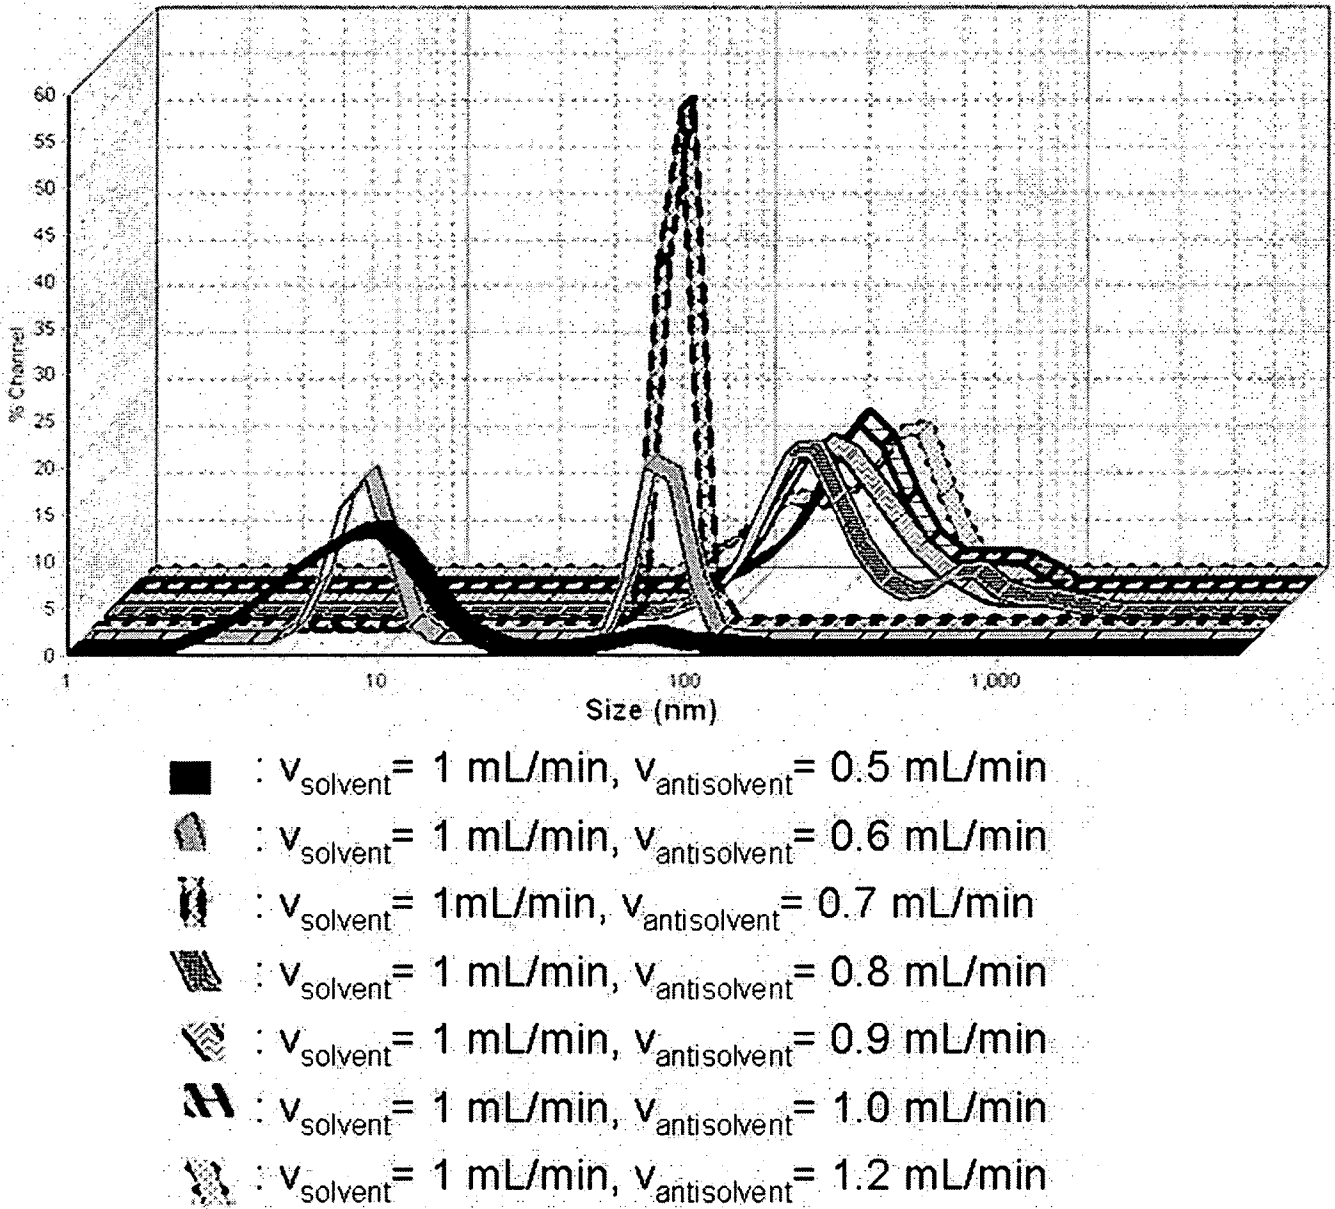 60
55
50
45
40
35
30
25
20
15
10
5
0
% Channel
1 10 100 1,000
Size (nm)
: vsolvent= 1 mL/min, vantisolvent= 0.5 mL/min
: vsolvent= 1 mL/min, vantisolvent= 0.6 mL/min
: vsolvent= 1mL/min, vantisolvent= 0.7 mL/min
: vsolvent= 1 mL/min, vantisolvent= 0.8 mL/min
: vsolvent= 1 mL/min, vantisolvent= 0.9 mL/min
: vsolvent= 1 mL/min, vantisolvent= 1.0 mL/min
: vsolvent= 1 mL/min, vantisolvent= 1.2 mL/min